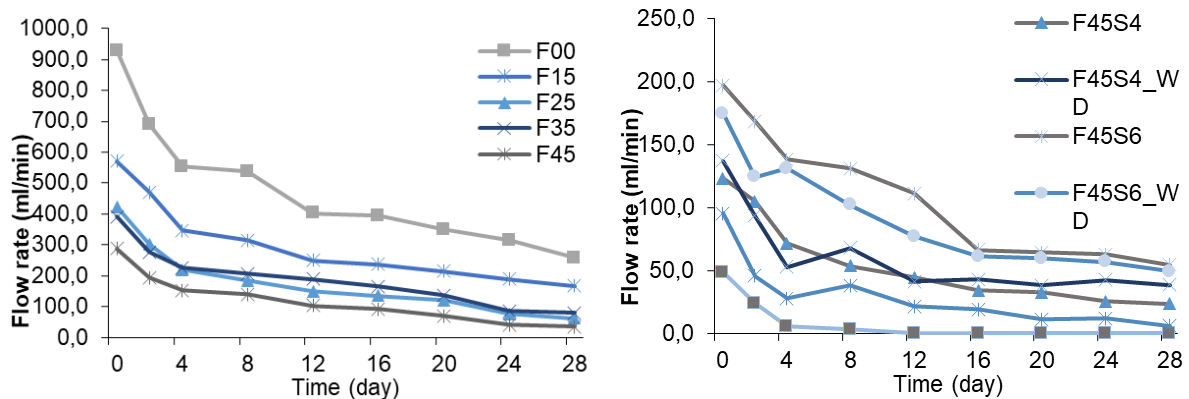 1000,0
900,0
800,0
700,0
600,0
500,0
400,0
300,0
200,0
100,0
0,0
Flow rate (ml/min)
0 4 8 12 16 20 24 28
Time (day)
F00
F15
F25
F35
F45
250,0
200,0
150,0
100,0
50,0
0,0
Flow rate (ml/min)
0 4 8 12 16 20 24 28
Time (day)
F45S4
F45S4_W
D
F45S6
F45S6_W
D